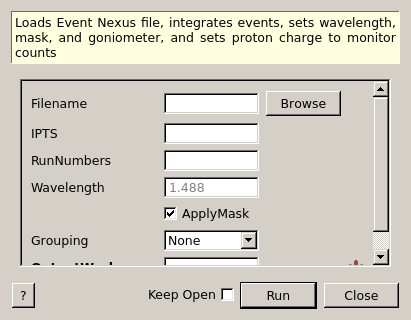 Loads Event Nexus file, integrates events, sets wavelength,
mask, and goniometer, and sets proton charge to monitor
counts
Filename Browse
IPTS
RunNumbers
Wavelength 1.488
ApplyMask
Grouping None
? Keep Open Run Close